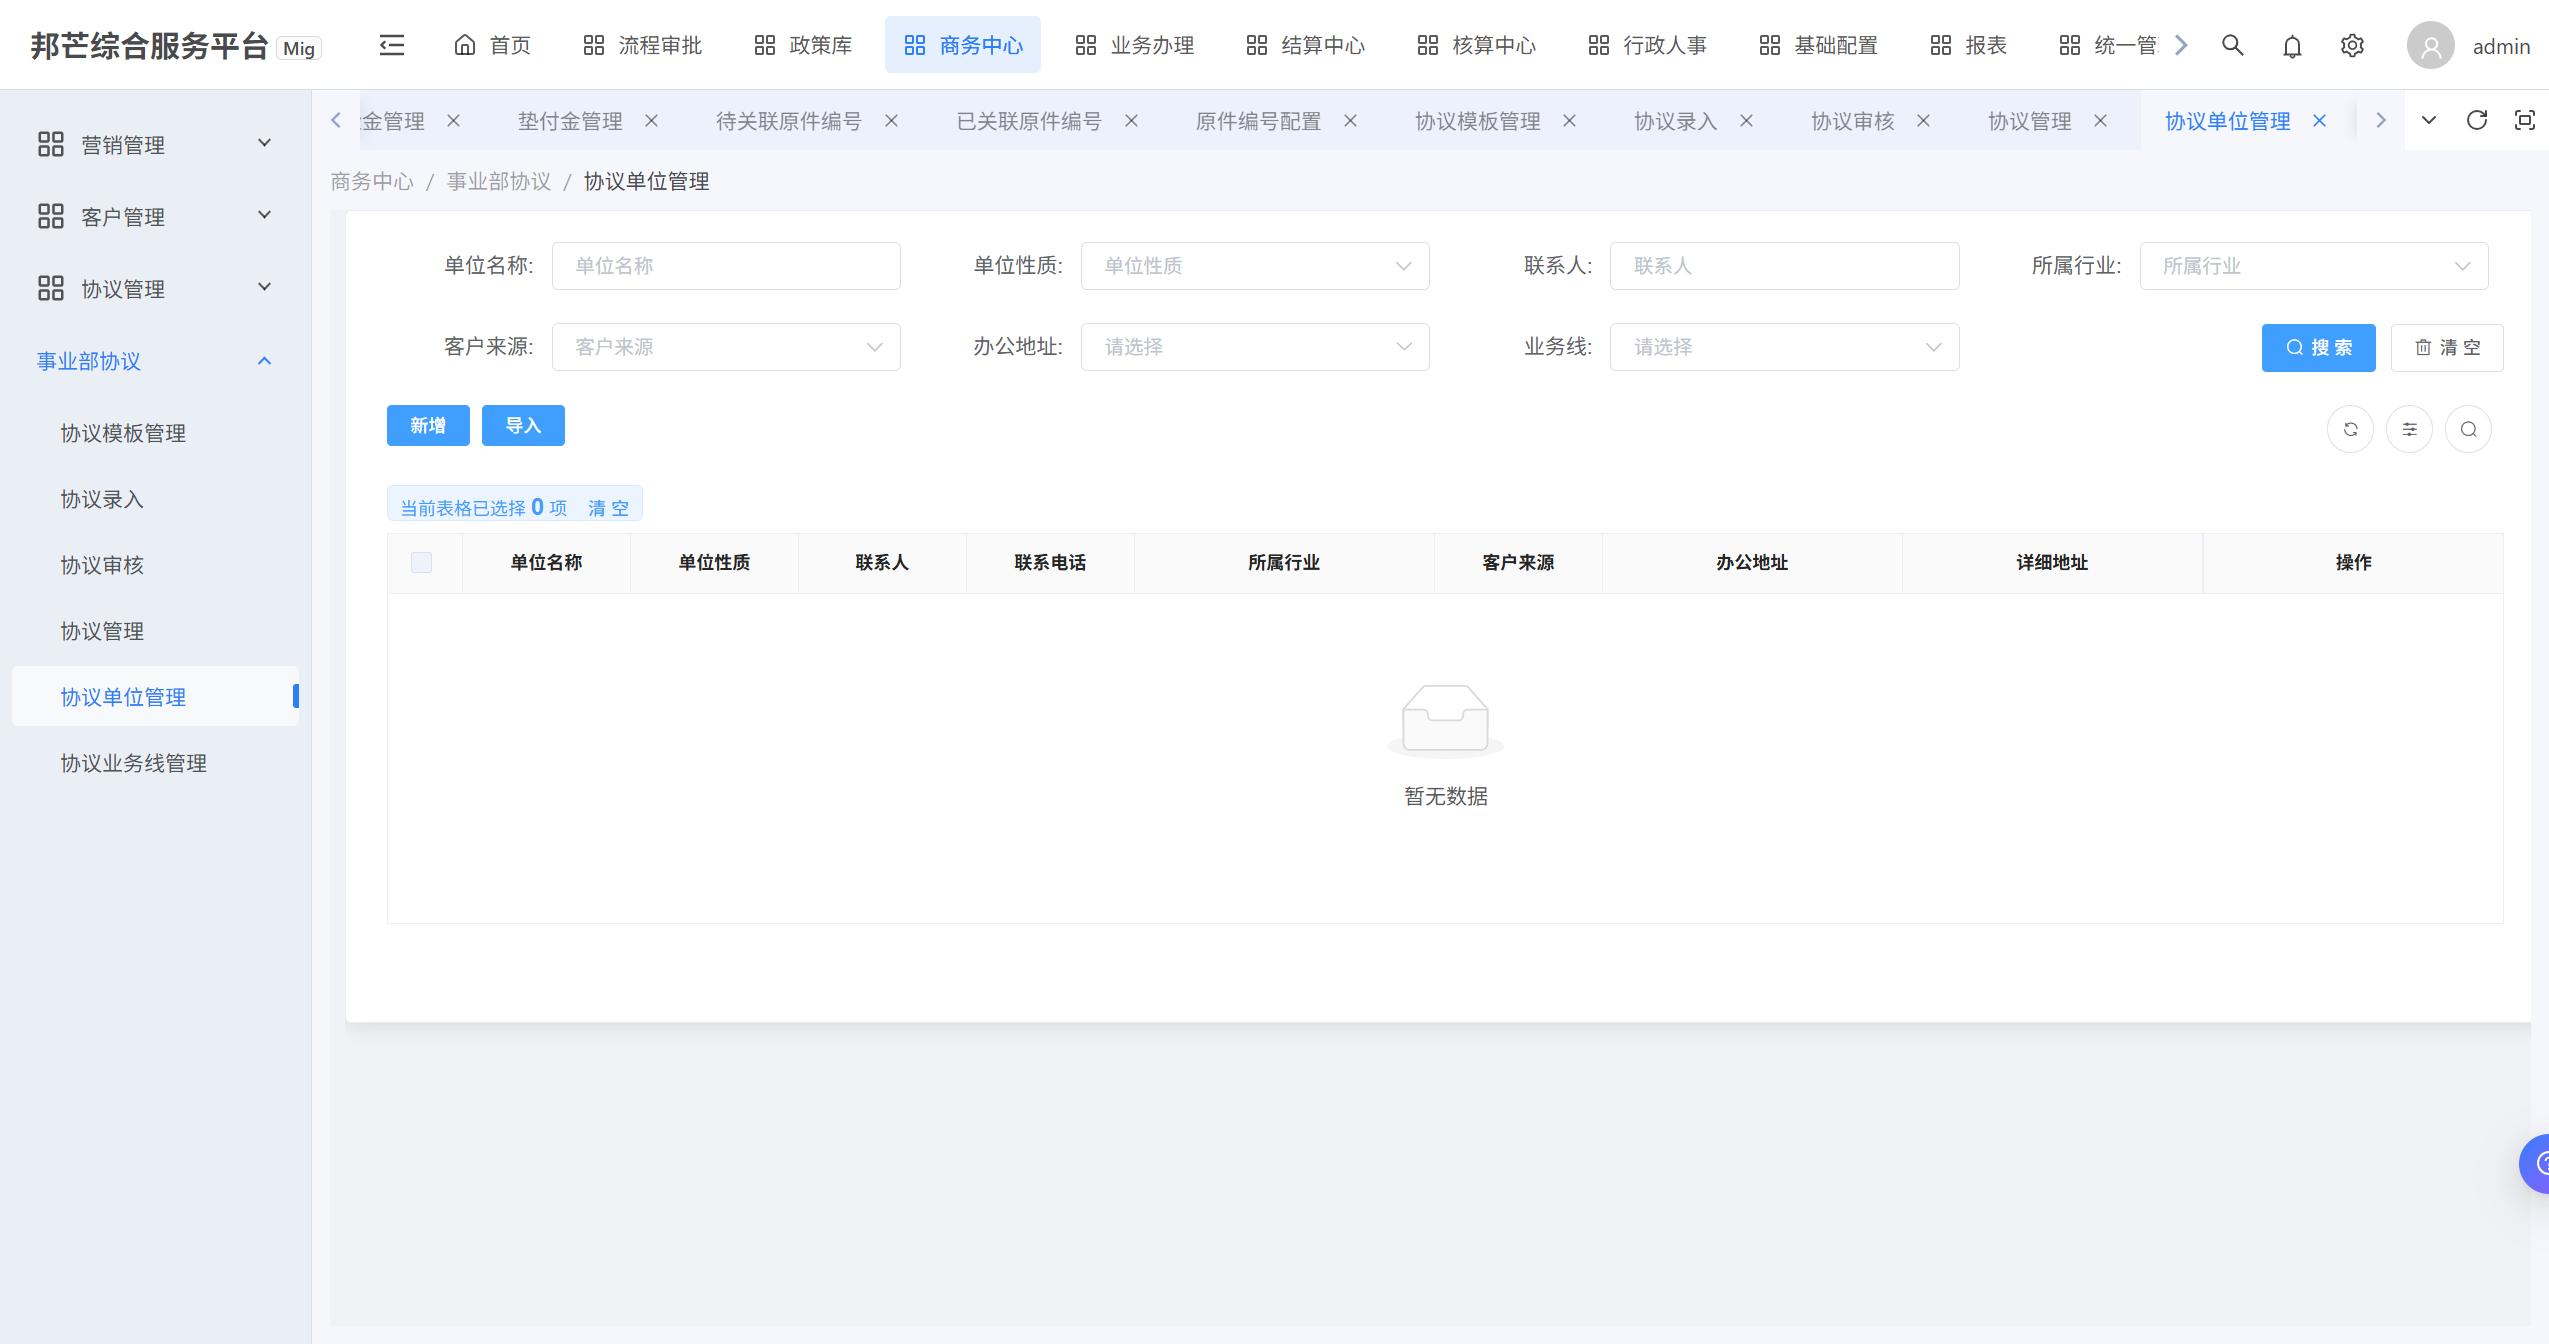 邦芒综合服务平台 Mig 首页 流程审批 政策库 商务中心 业务办理 结算中心 核算中心 行政人事 基础配置 报表 统一管 admin
金管理 垫付金管理 待关联原件编号 已关联原件编号 原件编号配置 协议模板管理 协议录入 协议审核 协议管理 协议单位管理
营销管理
客户管理
协议管理
事业部协议
协议模板管理
协议录入
协议审核
协议管理
协议单位管理
协议业务线管理
商务中心 / 事业部协议 / 协议单位管理
单位名称: 单位名称 单位性质: 单位性质 联系人: 联系人 所属行业: 所属行业
客户来源: 客户来源 办公地址: 请选择 业务线: 请选择 搜 索 清 空
新增 导入
当前表格已选择 0 项 清 空
单位名称 单位性质 联系人 联系电话 所属行业 客户来源 办公地址 详细地址 操作
暂无数据